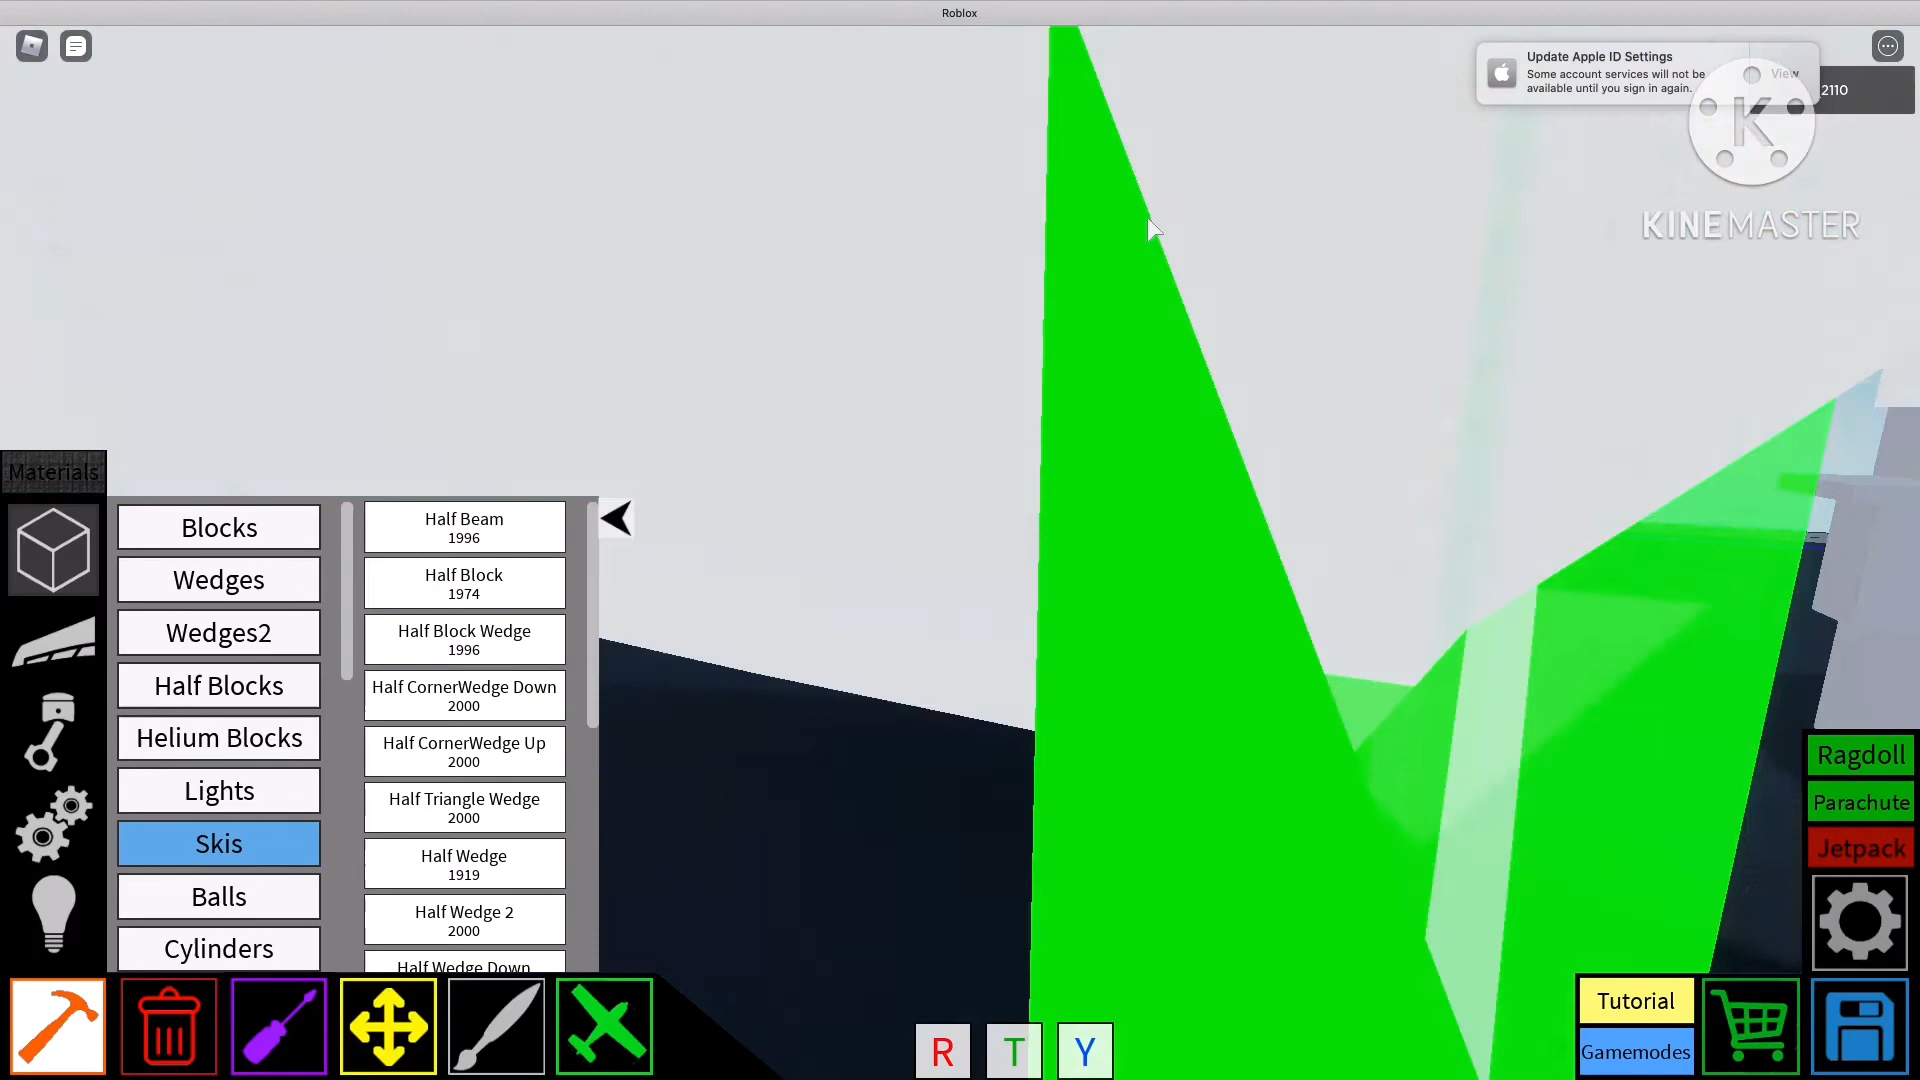 Roblox
Update Apple ID Settings
Some account services will not be
available until you sign in again.
View
2110
K
KINEMASTER
Materials
Blocks
Wedges
Wedges2
Half Blocks
Helium Blocks
Lights
Skis
Balls
Cylinders
Half Beam
1996
Half Block
1974
Half Block Wedge
1996
Half CornerWedge Down
2000
Half CornerWedge Up
2000
Half Triangle Wedge
2000
Half Wedge
1919
Half Wedge 2
2000
Half Wedge Down
Ragdoll
Parachute
Jetpack
Tutorial
Gamemodes
R
T
Y